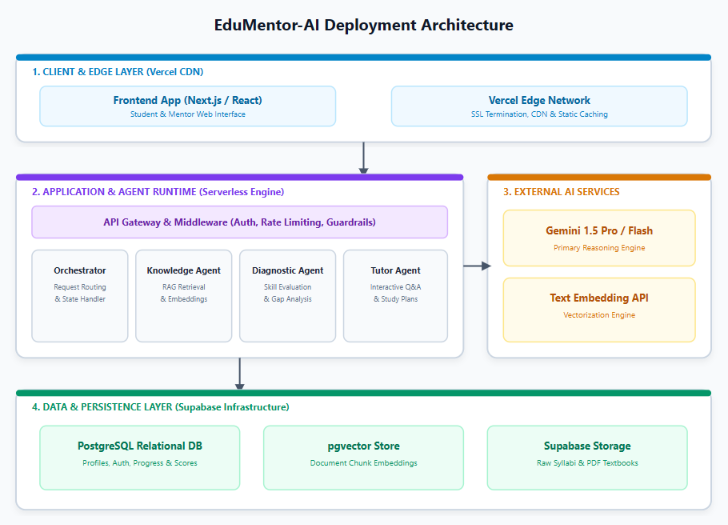 EduMentor-AI Deployment Architecture
1. CLIENT & EDGE LAYER (Vercel CDN)
Frontend App (Next.js / React)
Student & Mentor Web Interface
Vercel Edge Network
SSL Termination, CDN & Static Caching
2. APPLICATION & AGENT RUNTIME (Serverless Engine)
API Gateway & Middleware (Auth, Rate Limiting, Guardrails)
Orchestrator
Request Routing
& State Handler
Knowledge Agent
RAG Retrieval
& Embeddings
Diagnostic Agent
Skill Evaluation
& Gap Analysis
Tutor Agent
Interactive Q&A
& Study Plans
3. EXTERNAL AI SERVICES
Gemini 1.5 Pro / Flash
Primary Reasoning Engine
Text Embedding API
Vectorization Engine
4. DATA & PERSISTENCE LAYER (Supabase Infrastructure)
PostgreSQL Relational DB
Profiles, Auth, Progress & Scores
pgvector Store
Document Chunk Embeddings
Supabase Storage
Raw Syllabi & PDF Textbooks